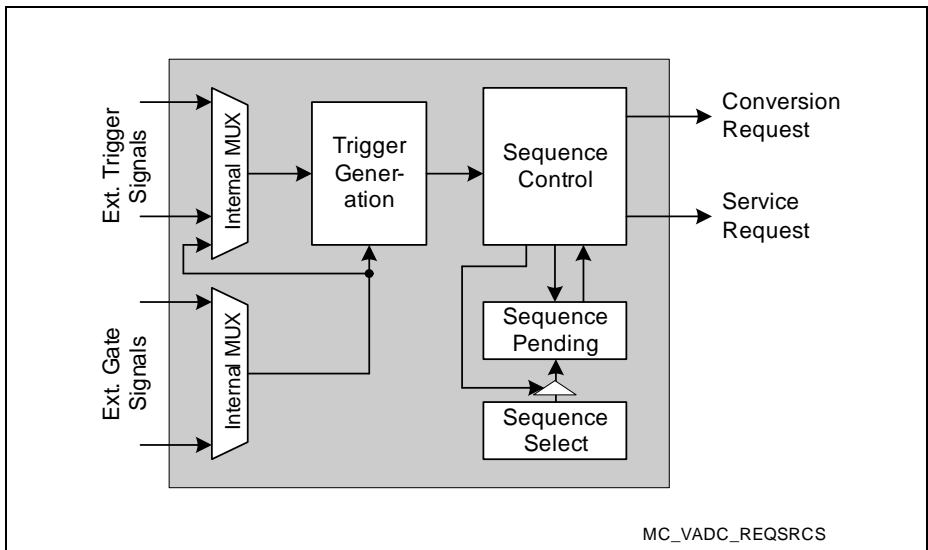 Ext. Trigger
Signals
Internal MUX
Trigger
Gener-
ation
Sequence
Control
Conversion
Request
Service
Request
Ext. Gate
Signals
Internal MUX
Sequence
Pending
Sequence
Select
MC_VADC_REQSRCS